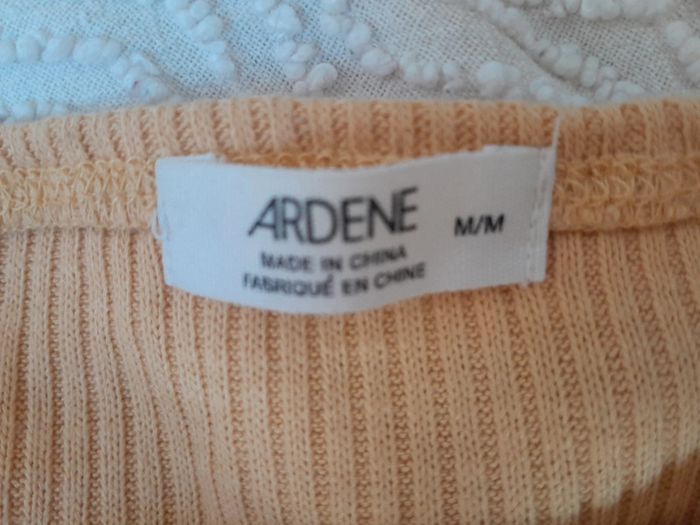 ARDENE M/M
MADE IN CHINA
FABRIQUÉ EN CHINE